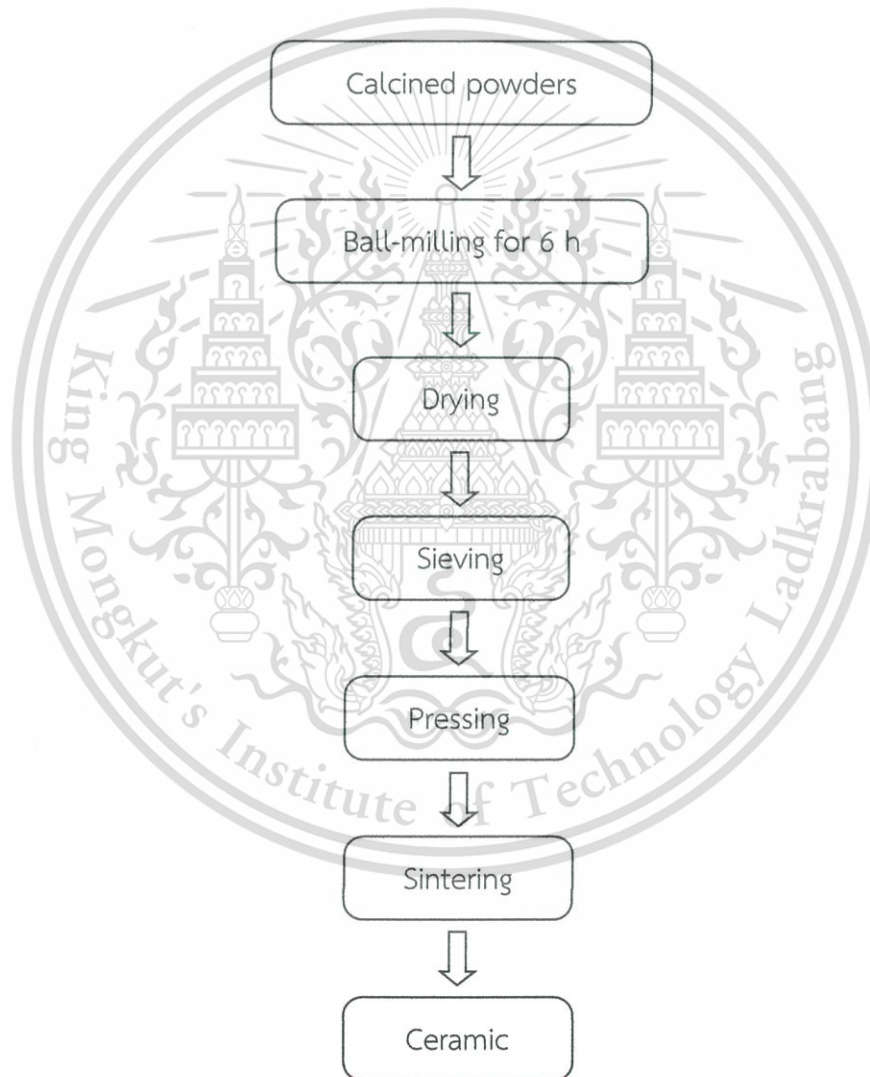 Calcined powders
Ball-milling for 6 h
Drying
Sieving
Pressing
Sintering
Ceramic
King Mongkut's Institute of Technology Ladkrabang